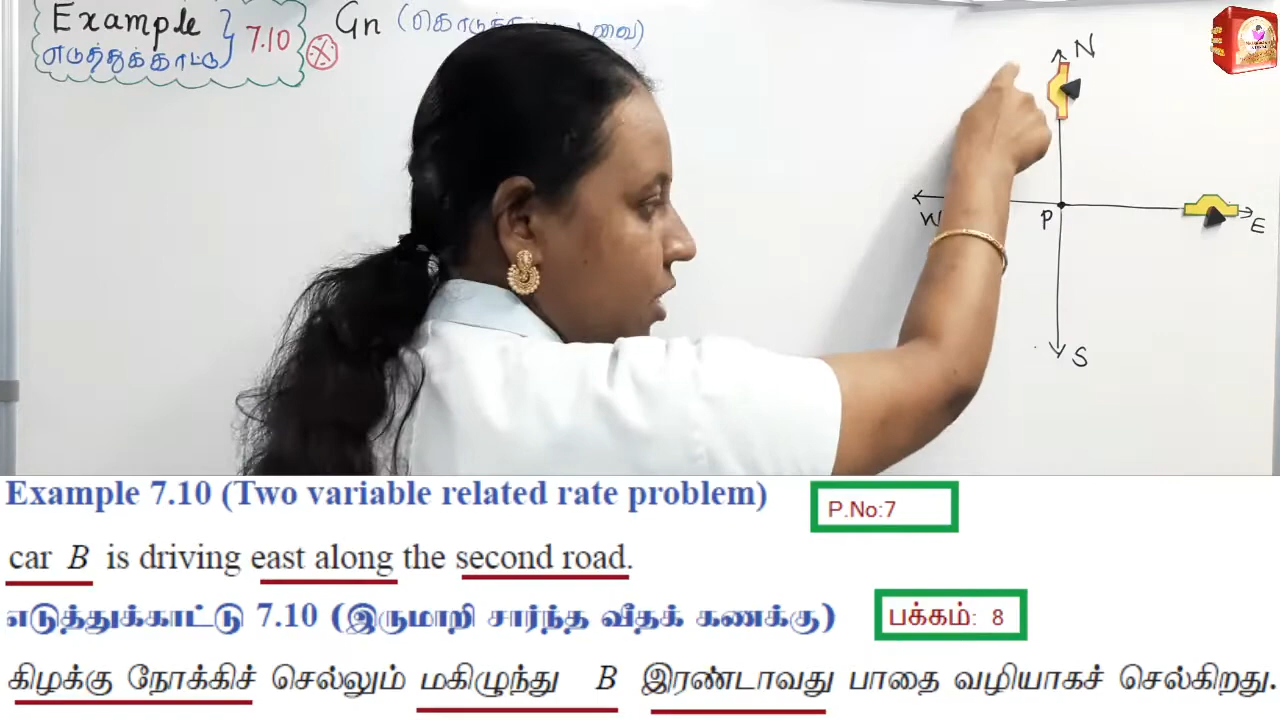 Example
எடுத்துக்காட்டு } 7.10
Gn
N
W
P
E
S
Example 7.10 (Two variable related rate problem)
P.No:7
car B is driving east along the second road.
எடுத்துக்காட்டு 7.10 (இருமாறி சார்ந்த வீதக் கணக்கு)
பக்கம்: 8
கிழக்கு நோக்கிச் செல்லும் மகிழுந்து B இரண்டாவது பாதை வழியாகச் செல்கிறது.